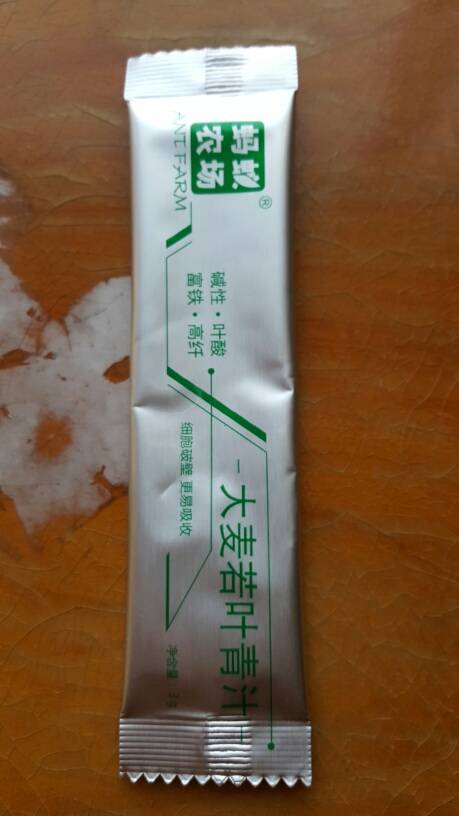 蚂蚁
农场
®
ANT FARM
碱性·叶酸
富铁·高纤
细胞破壁 更易吸收
大麦若叶青汁
净含量：3g